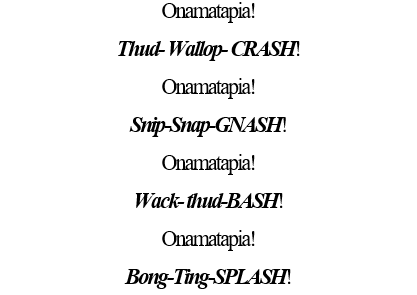 Onamatapia!
Thud- Wallop- CRASH!
Onamatapia!
Snip-Snap-GNASH!
Onamatapia!
Wack- thud-BASH!
Onamatapia!
Bong-Ting-SPLASH!